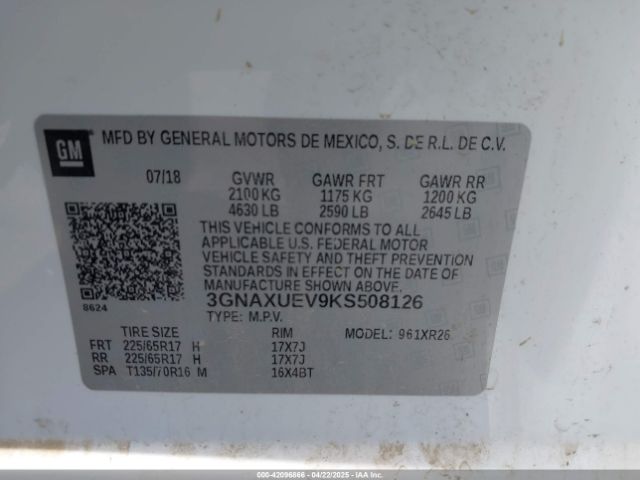 GM
MFD BY GENERAL MOTORS DE MEXICO, S. DE R.L. DE C.V.
07/18 GVWR GAWR FRT GAWR RR
2100 KG 1175 KG 1200 KG
4630 LB 2590 LB 2645 LB
THIS VEHICLE CONFORMS TO ALL
APPLICABLE U.S. FEDERAL MOTOR
VEHICLE SAFETY AND THEFT PREVENTION
STANDARDS IN EFFECT ON THE DATE OF
MANUFACTURE SHOWN ABOVE.
8624 3GNAXUEV9KS508126
TYPE: M.P.V.
TIRE SIZE RIM MODEL: 961XR26
FRT 225/65R17 H 17X7J
RR 225/65R17 H 17X7J
SPA T135/70R16 M 16X4BT
000-42096866 - 04/22/2025 - IAA Inc.